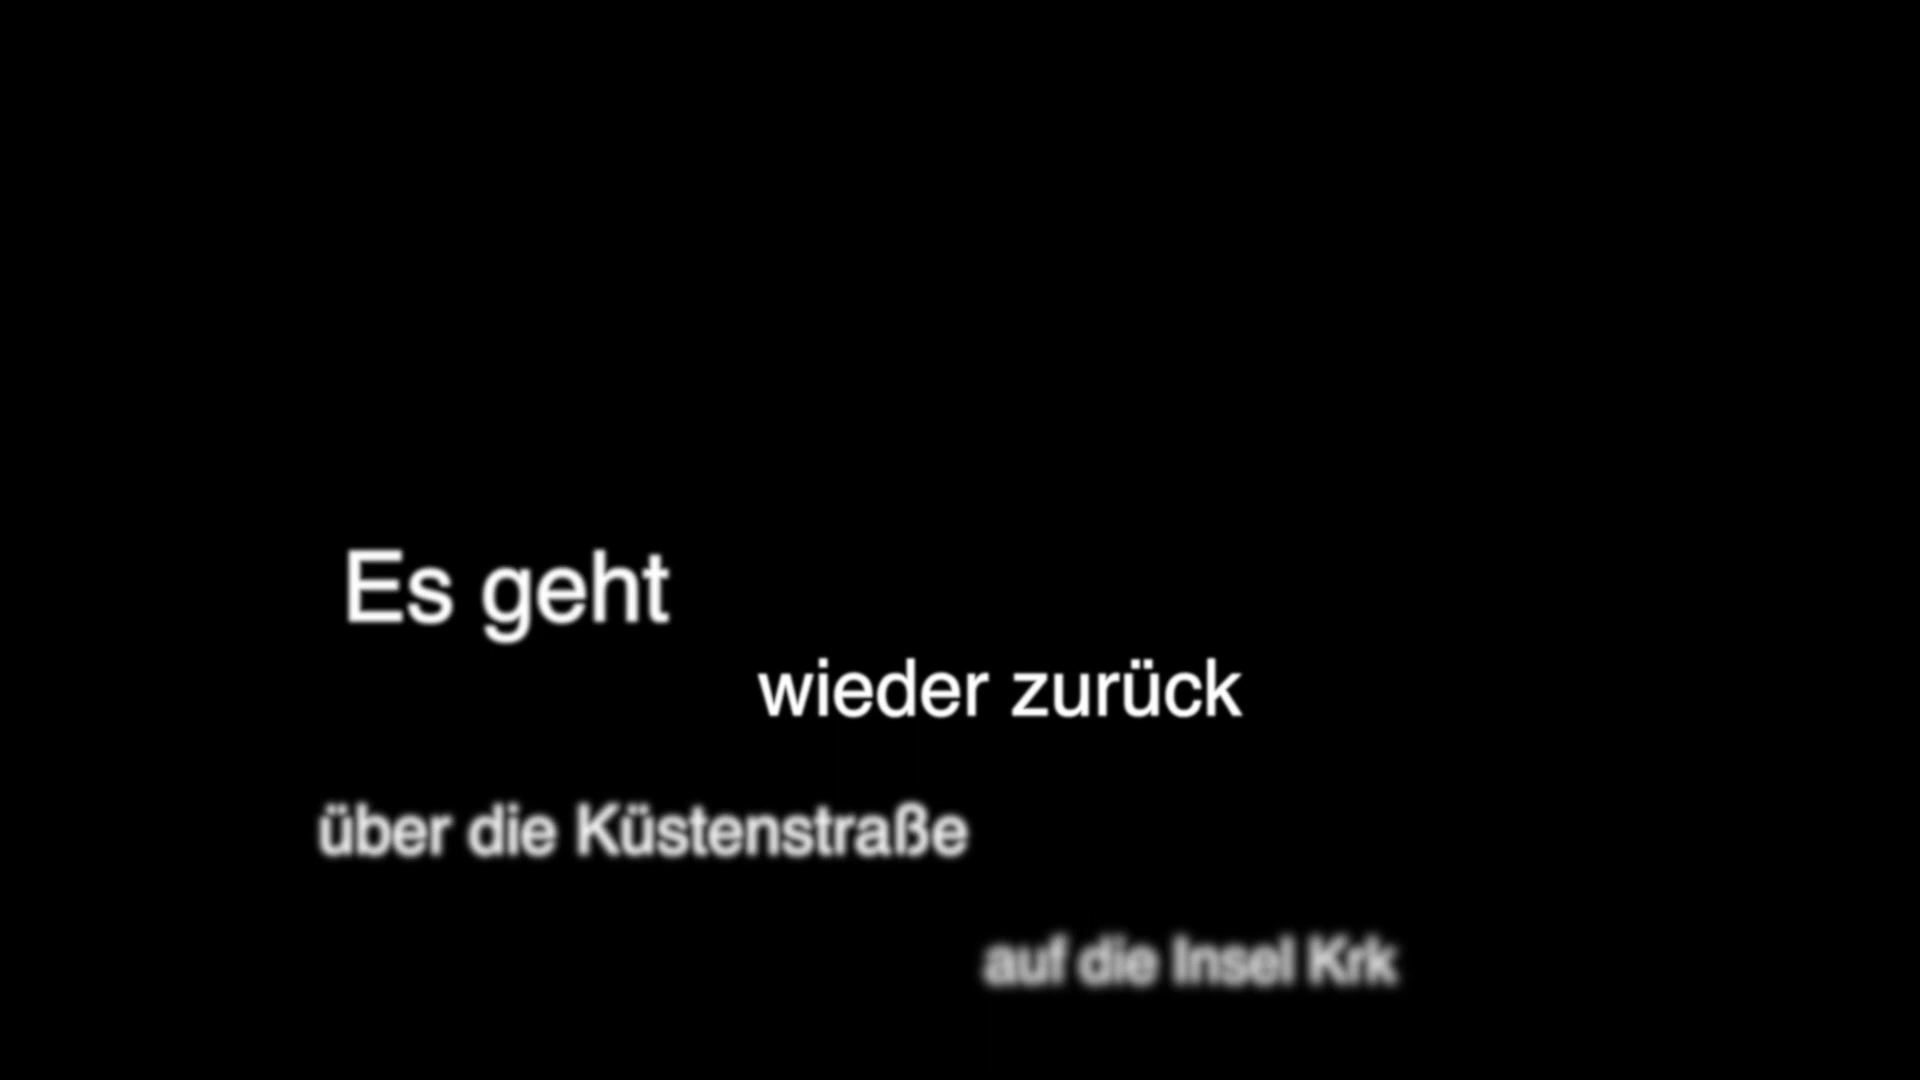 Es geht
wieder zurück
über die Küstenstraße
auf die Insel Krk